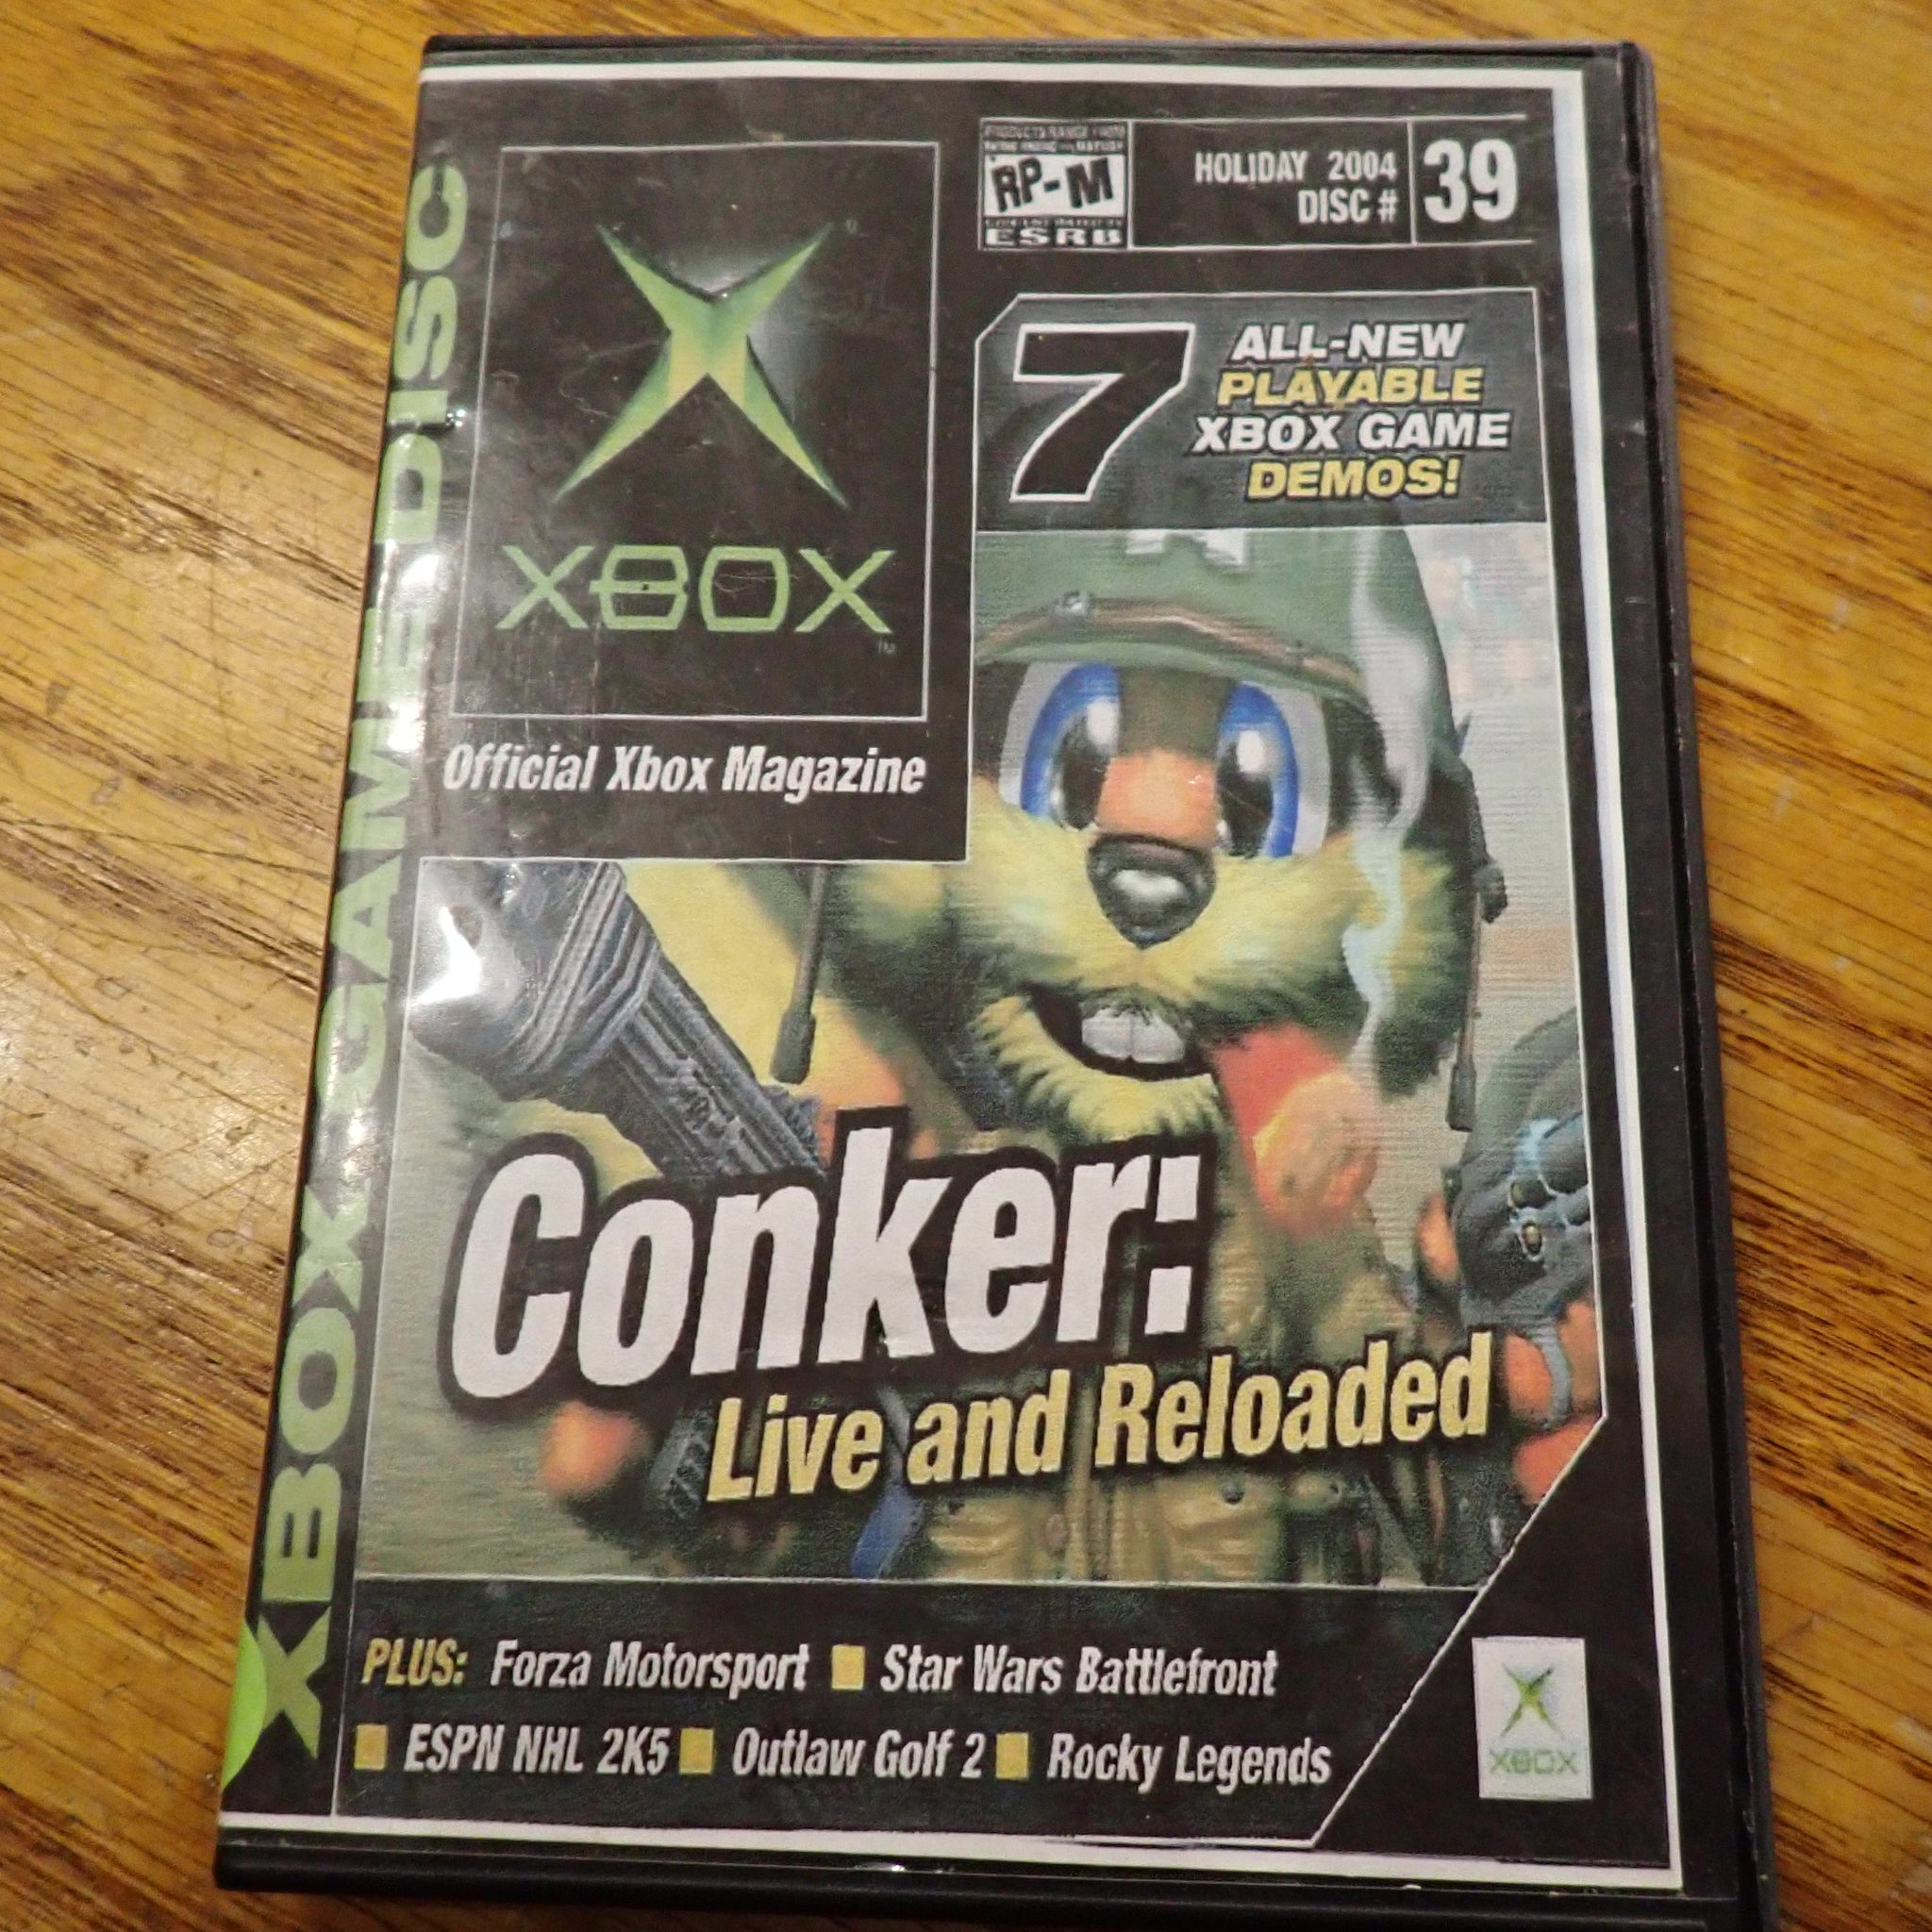 XBOX GAME DISC
RP-M
ESRB
HOLIDAY 2004
DISC #
39
7
ALL-NEW
PLAYABLE
XBOX GAME
DEMOS!
XBOX
TM
Official Xbox Magazine
Conker:
Live and Reloaded
PLUS: Forza Motorsport ■ Star Wars Battlefront
■ ESPN NHL 2K5 ■ Outlaw Golf 2 ■ Rocky Legends
XBOX